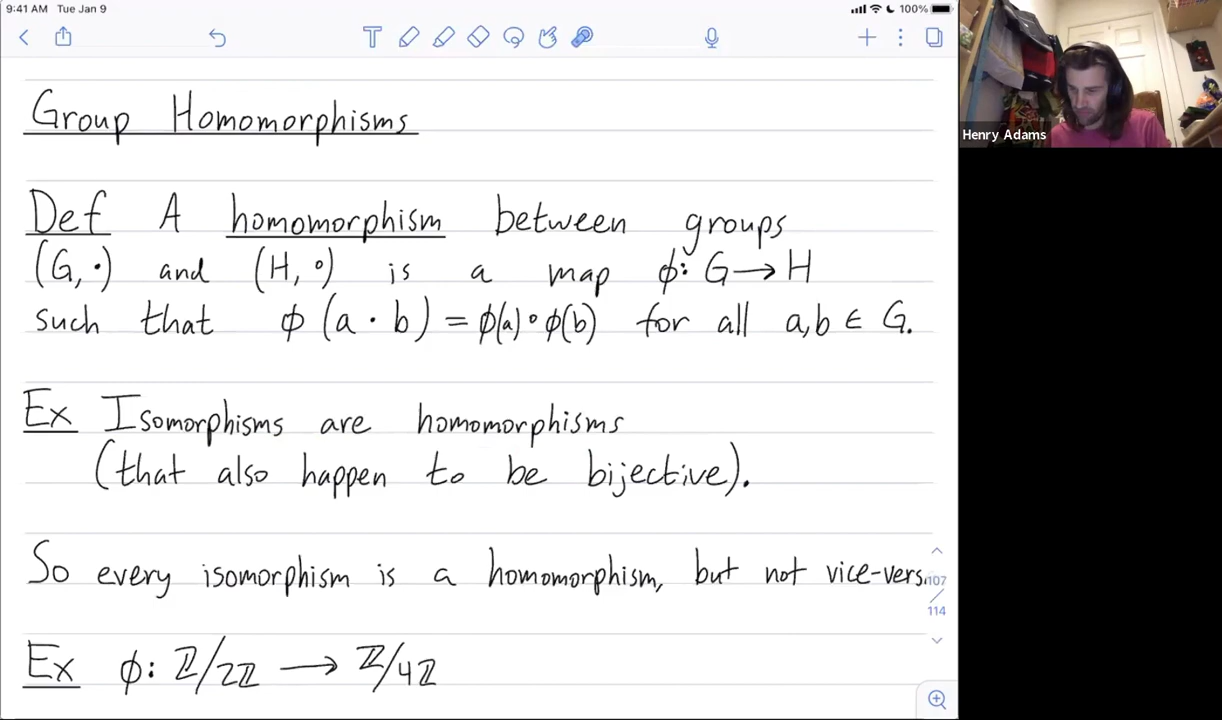 9:41 AM Tue Jan 9
100%
Group Homomorphisms
Henry Adams
Def A homomorphism between groups
(G, ·) and (H, ∘) is a map ϕ: G → H
such that ϕ(a · b) = ϕ(a) ∘ ϕ(b) for all a,b ∈ G.
Ex Isomorphisms are homomorphisms
(that also happen to be bijective).
So every isomorphism is a homomorphism, but not vice-vers
107
/
114
Ex ϕ: ℤ/2ℤ → ℤ/4ℤ